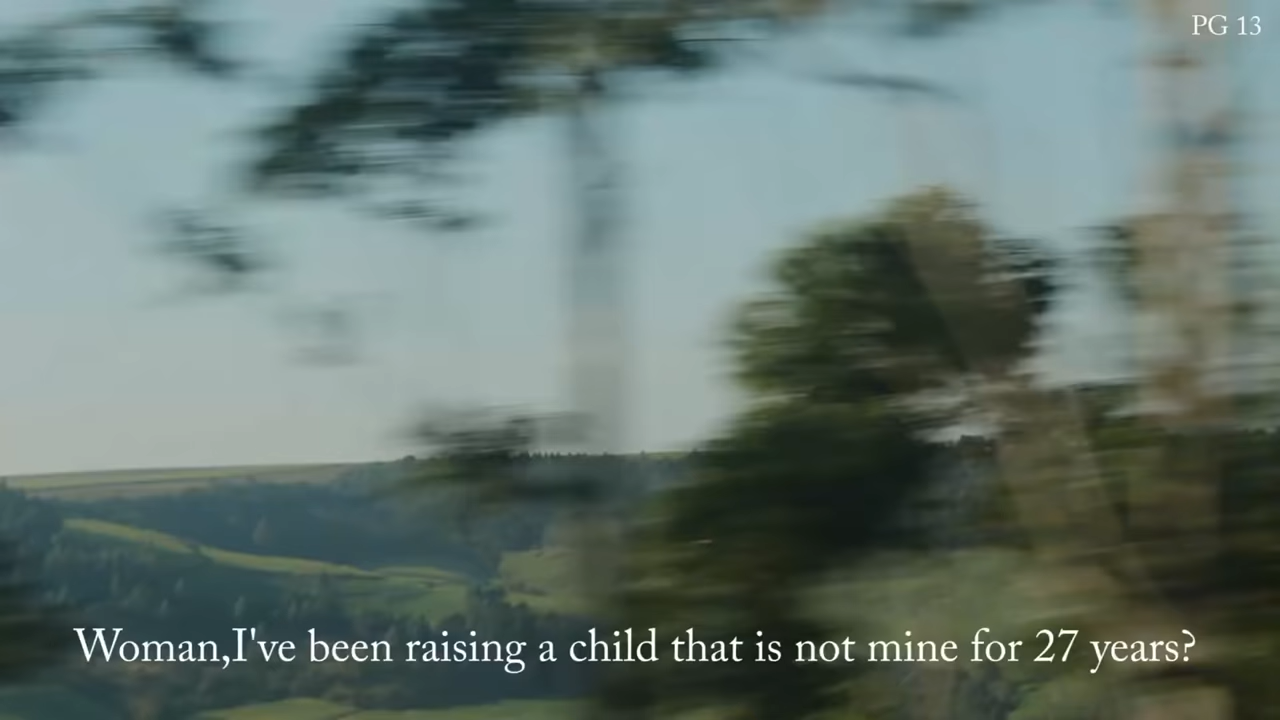 PG 13
Woman,I've been raising a child that is not mine for 27 years?